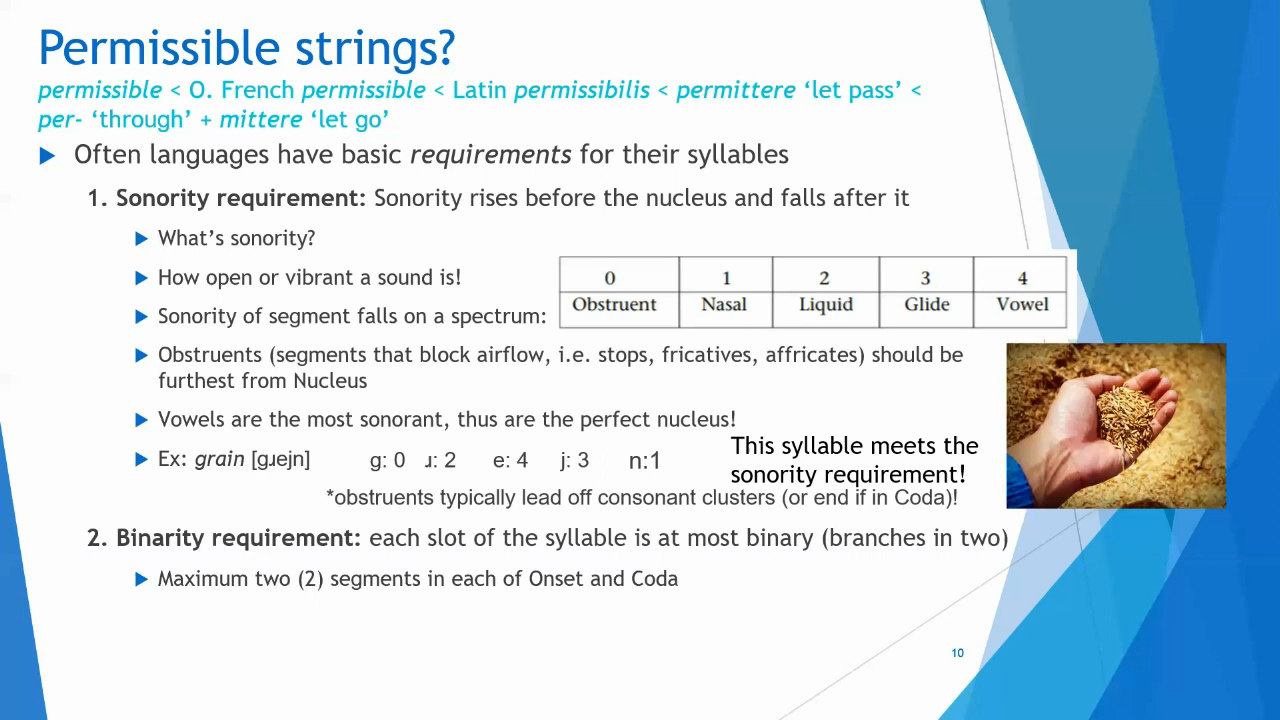 Permissible strings?
permissible < O. French permissible < Latin permissibilis < permittere ‘let pass’ <
per- ‘through’ + mittere ‘let go’
Often languages have basic requirements for their syllables
1. Sonority requirement: Sonority rises before the nucleus and falls after it
What’s sonority?
How open or vibrant a sound is!
Sonority of segment falls on a spectrum:
0 1 2 3 4
Obstruent Nasal Liquid Glide Vowel
Obstruents (segments that block airflow, i.e. stops, fricatives, affricates) should be
furthest from Nucleus
Vowels are the most sonorant, thus are the perfect nucleus!
Ex: grain [gɹejn] g: 0 ɹ: 2 e: 4 j: 3 n:1
This syllable meets the
sonority requirement!
*obstruents typically lead off consonant clusters (or end if in Coda)!
2. Binarity requirement: each slot of the syllable is at most binary (branches in two)
Maximum two (2) segments in each of Onset and Coda
10